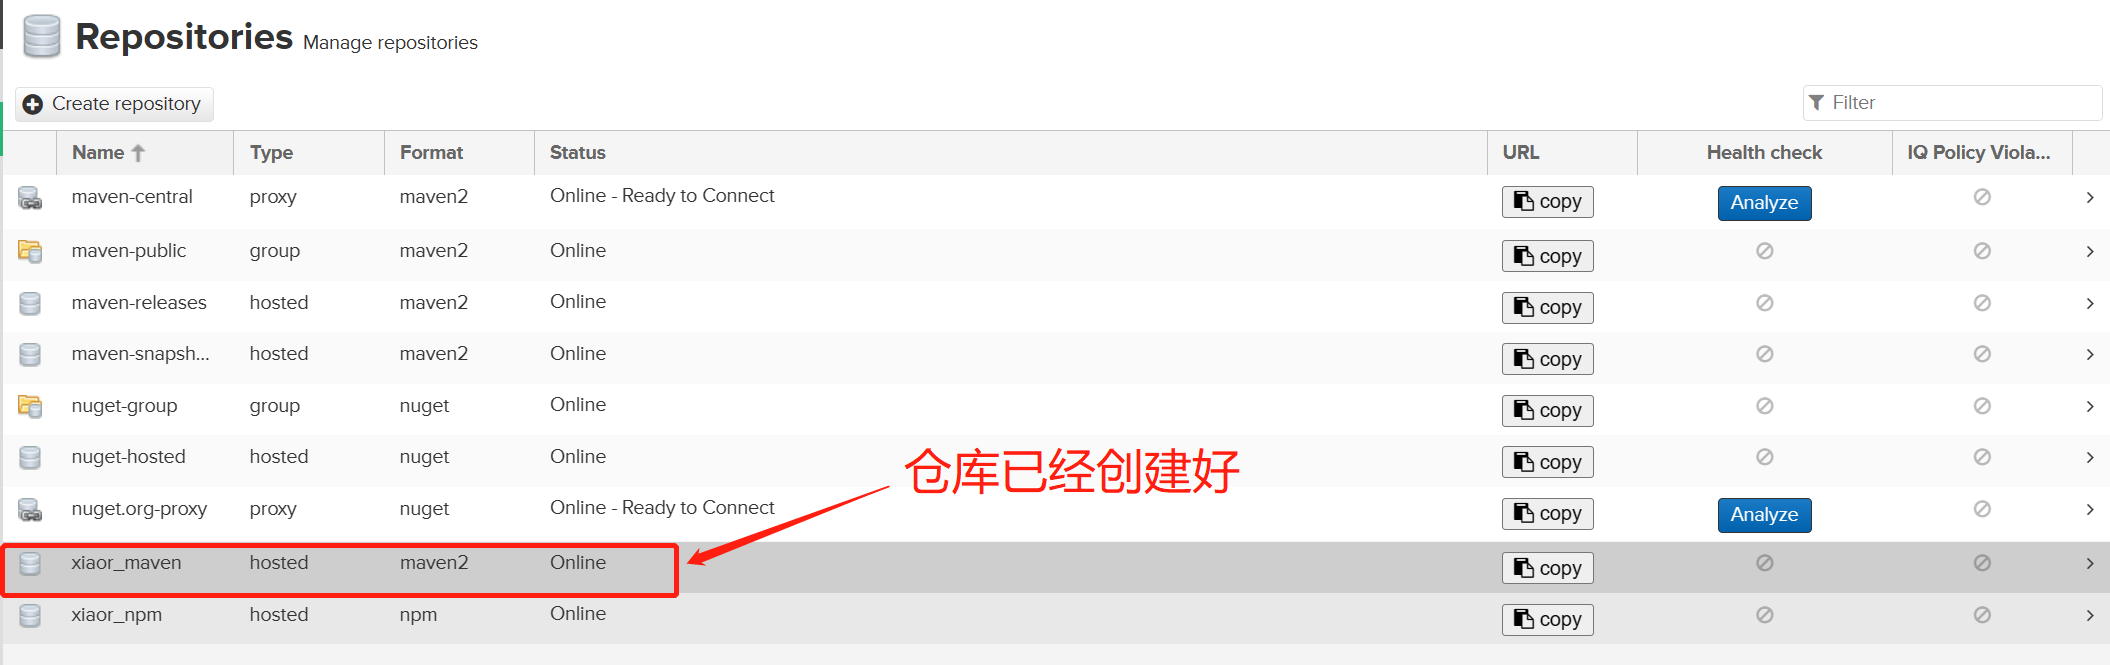 Repositories Manage repositories
Create repository
Filter
Name Type Format Status URL Health check IQ Policy Viola...
maven-central proxy maven2 Online - Ready to Connect copy Analyze
maven-public group maven2 Online copy
maven-releases hosted maven2 Online copy
maven-snapsh... hosted maven2 Online copy
nuget-group group nuget Online copy
nuget-hosted hosted nuget Online copy
仓库已经创建好
nuget.org-proxy proxy nuget Online - Ready to Connect copy Analyze
xiaor_maven hosted maven2 Online copy
xiaor_npm hosted npm Online copy